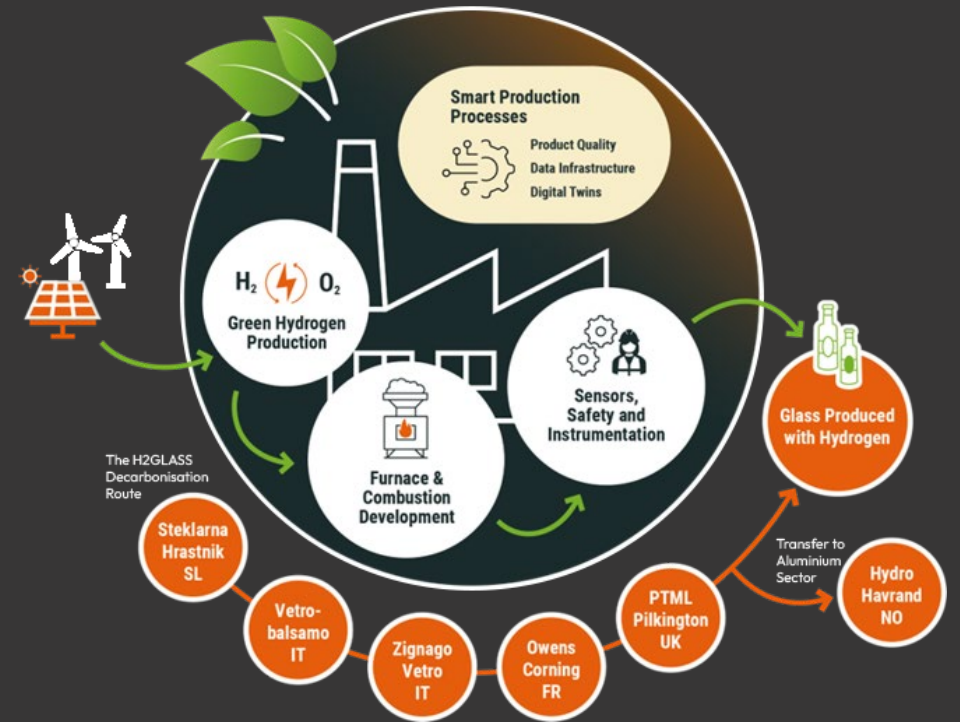 Smart Production
Processes
Product Quality
Data Infrastructure
Digital Twins
H₂ O₂
Green Hydrogen
Production
Furnace &
Combustion
Development
Sensors,
Safety and
Instrumentation
Glass Produced
with Hydrogen
The H2GLASS
Decarbonisation
Route
Steklarna
Hrastnik
SL
Vetro-
balsamo
IT
Zignago
Vetro
IT
Owens
Corning
FR
PTML
Pilkington
UK
Transfer to
Aluminium
Sector
Hydro
Havrand
NO